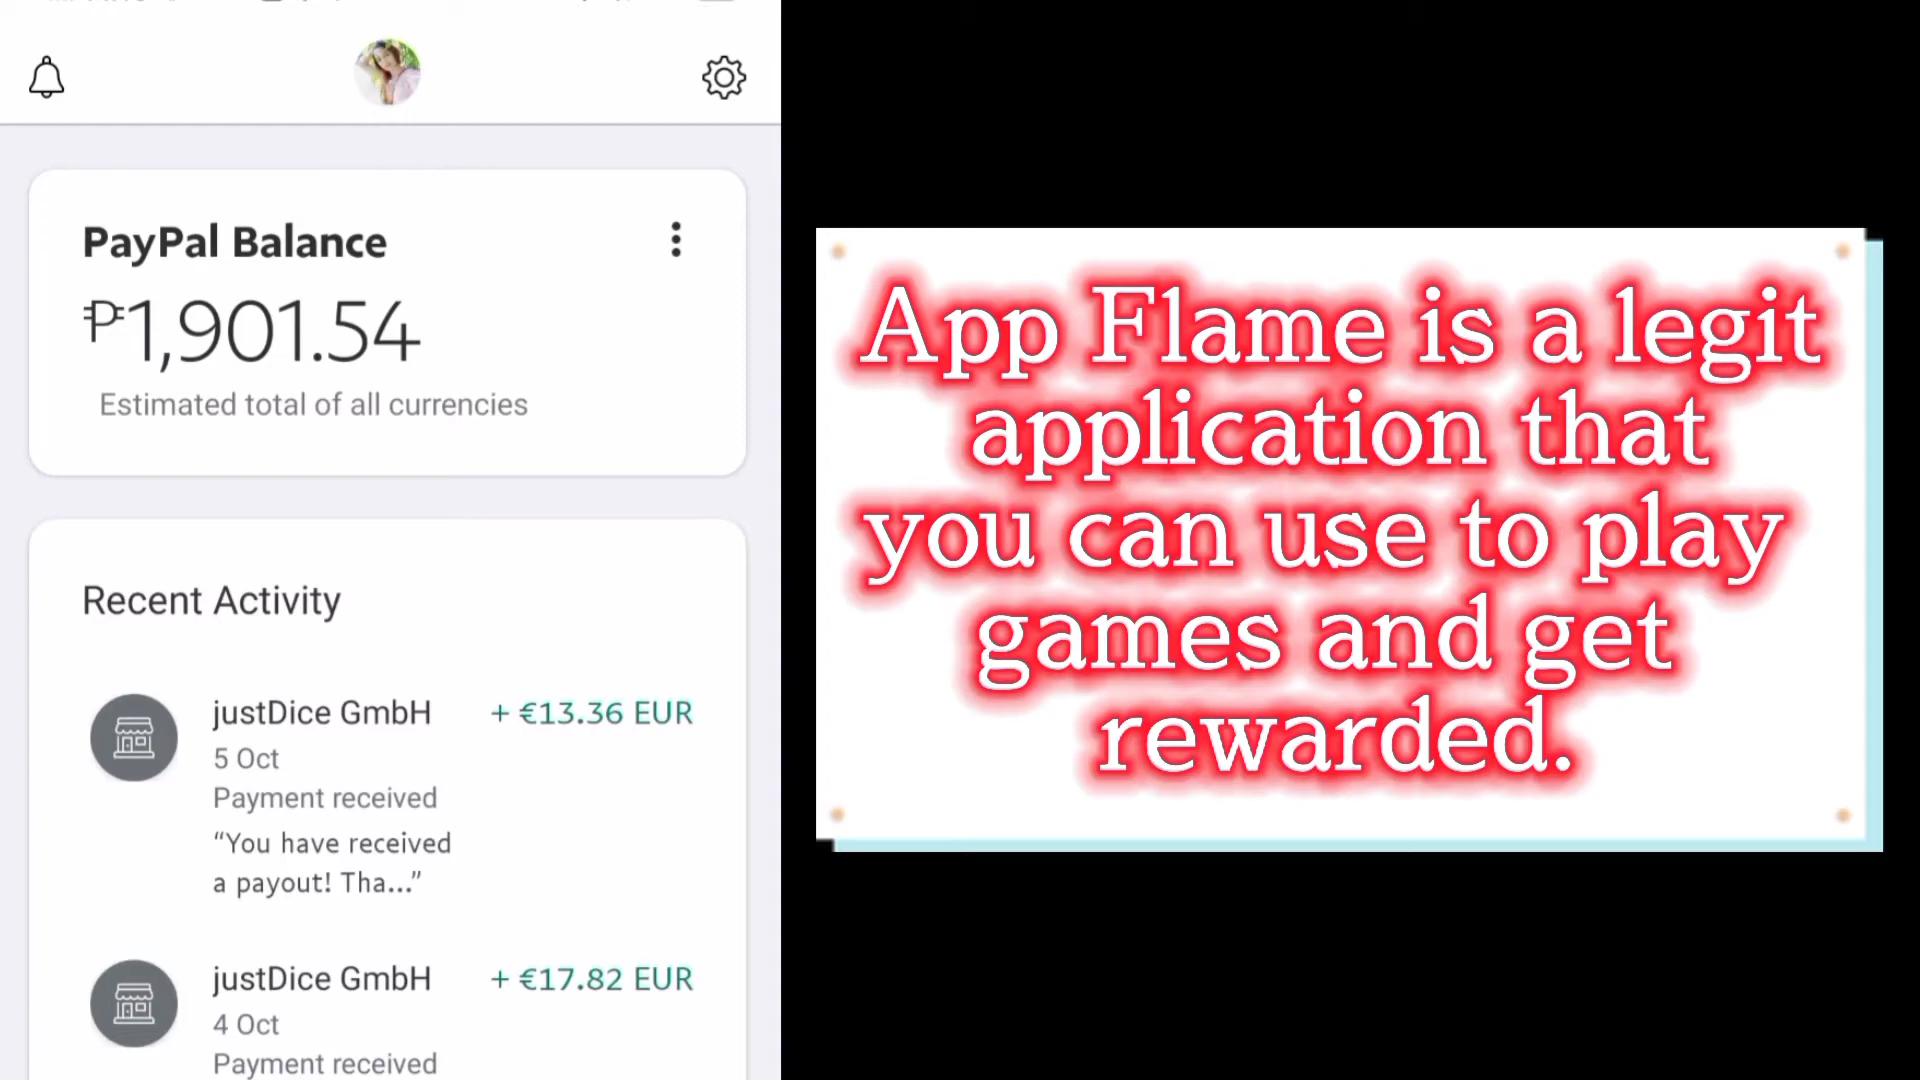 PayPal Balance
₱1,901.54
Estimated total of all currencies
Recent Activity
justDice GmbH + €13.36 EUR
5 Oct
Payment received
“You have received
a payout! Tha...”
justDice GmbH + €17.82 EUR
4 Oct
Payment received
App Flame is a legit
application that
you can use to play
games and get
rewarded.